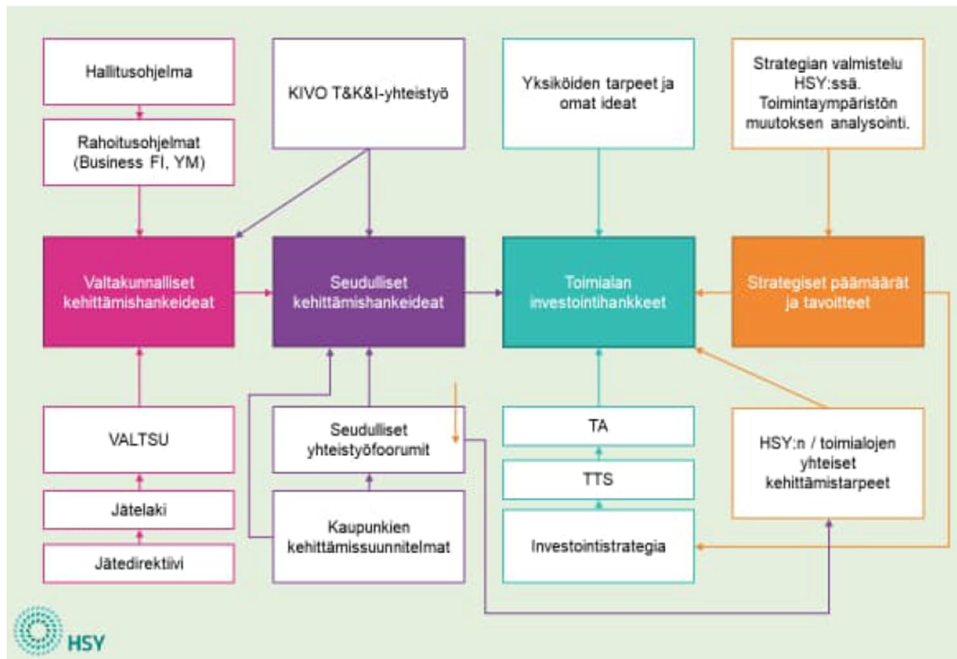 Hallitusohjelma
Rahoitusohjelmat
(Business FI, YM)
KIVO T&K&I-yhteistyö
Yksiköiden tarpeet ja
omat ideat
Strategian valmistelu
HSY:ssä.
Toimintaympäristön
muutoksen analysointi.
Valtakunnalliset
kehittämishankeideat
Seudulliset
kehittämishankeideat
Toimialan
investointihankkeet
Strategiset päämäärät
ja tavoitteet
VALTSU
Jätelaki
Jätedirektiivi
Seudulliset
yhteistyöfoorumit
Kaupunkien
kehittämissuunnitelmat
TA
TTS
Investointistrategia
HSY:n / toimialojen
yhteiset
kehittämistarpeet
HSY